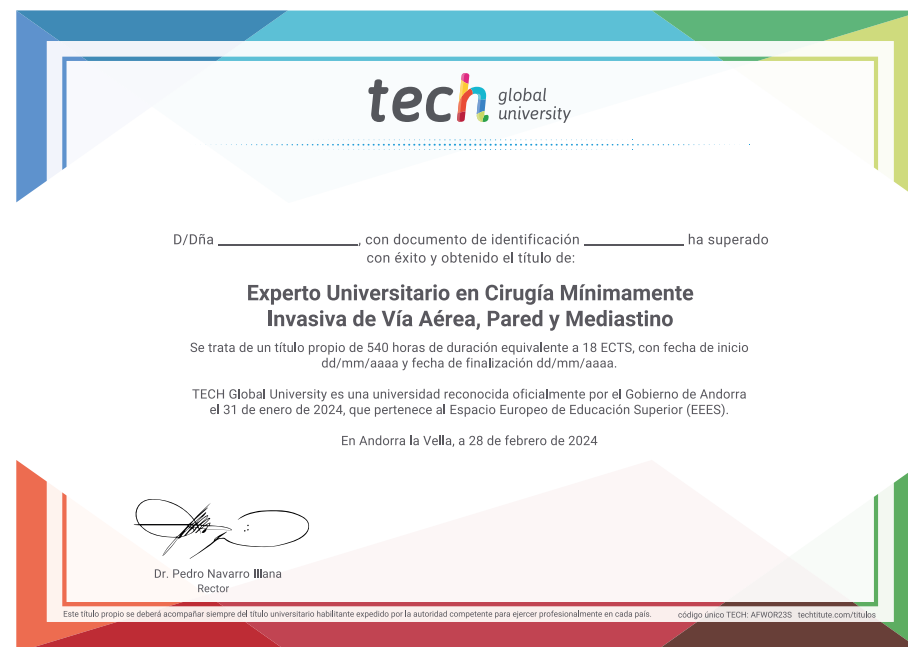 tech global university
D/Dña ____________, con documento de identificación ____________ ha superado
con éxito y obtenido el título de:
Experto Universitario en Cirugía Mínimamente
Invasiva de Vía Aérea, Pared y Mediastino
Se trata de un título propio de 540 horas de duración equivalente a 18 ECTS, con fecha de inicio
dd/mm/aaaa y fecha de finalización dd/mm/aaaa.
TECH Global University es una universidad reconocida oficialmente por el Gobierno de Andorra
el 31 de enero de 2024, que pertenece al Espacio Europeo de Educación Superior (EEES).
En Andorra la Vella, a 28 de febrero de 2024
Dr. Pedro Navarro Illana
Rector
Este título propio se deberá acompañar siempre del título universitario habilitante expedido por la autoridad competente para ejercer profesionalmente en cada país. código único TECH: AFWOR23S techtitute.com/titulos